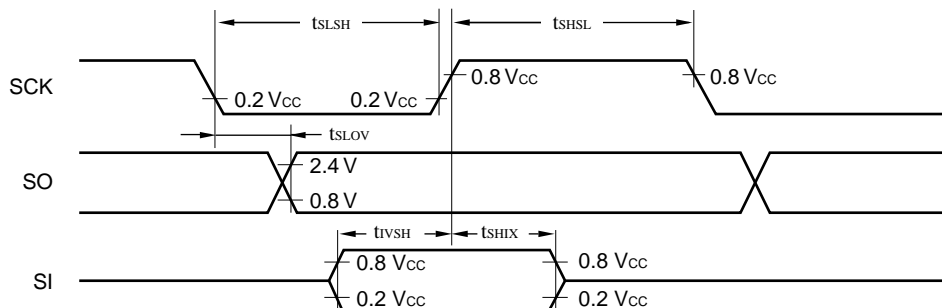 tSLSH tSHSL
SCK 0.2 VCC 0.2 VCC 0.8 VCC 0.8 VCC
tSLOV
SO 2.4 V
0.8 V
tIVSH tSHIX
SI 0.8 VCC 0.8 VCC
0.2 VCC 0.2 VCC